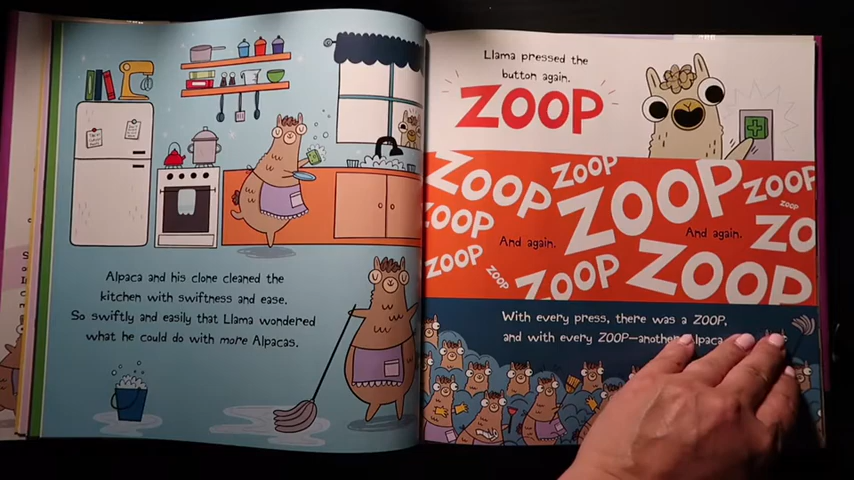 Alpaca and his clone cleaned the
kitchen with swiftness and ease.
So swiftly and easily that Llama wondered
what he could do with more Alpacas.
Llama pressed the
button again.
ZOOP
ZOOP
ZOOP
ZOOP
ZOOP
ZOOP
ZOOP
And again.
And again.
ZOOP
ZOOP
ZOOP
ZOOP
With every press, there was a ZOOP,
and with every ZOOP—another Alpaca